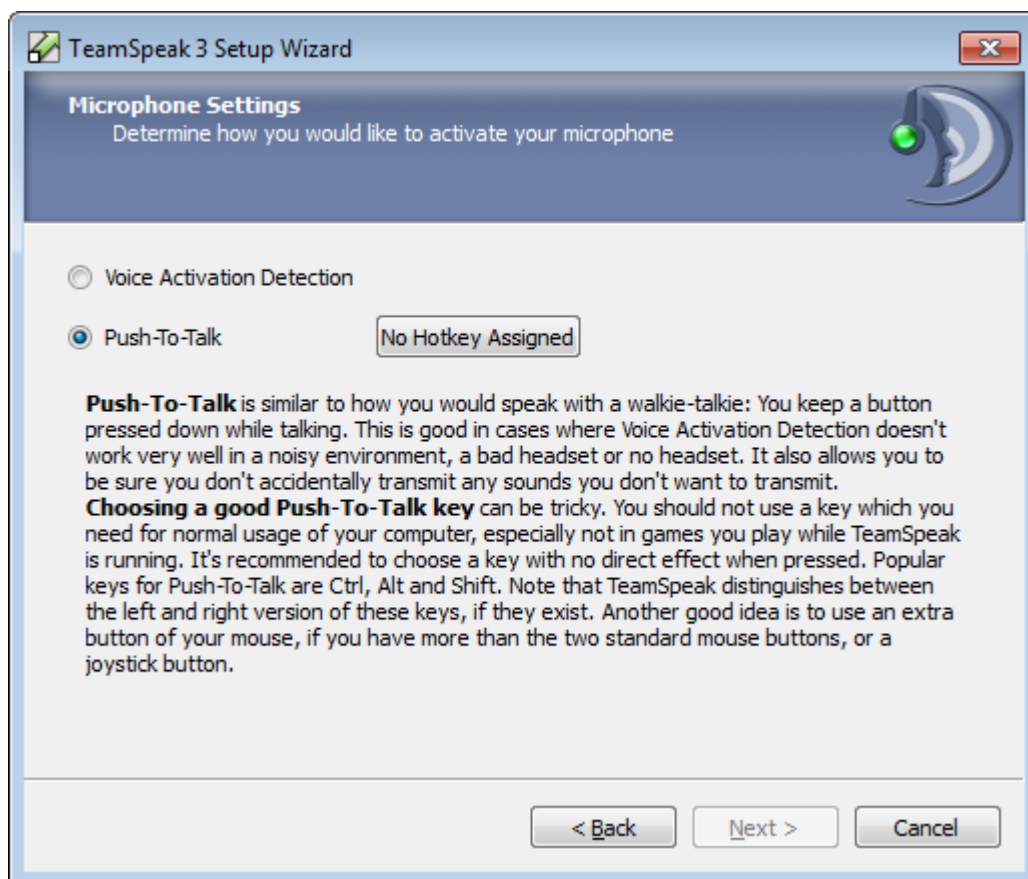 TeamSpeak 3 Setup Wizard
Microphone Settings
Determine how you would like to activate your microphone
Voice Activation Detection
Push-To-Talk
No Hotkey Assigned
Push-To-Talk is similar to how you would speak with a walkie-talkie: You keep a button
pressed down while talking. This is good in cases where Voice Activation Detection doesn't
work very well in a noisy environment, a bad headset or no headset. It also allows you to
be sure you don't accidentally transmit any sounds you don't want to transmit.
Choosing a good Push-To-Talk key can be tricky. You should not use a key which you
need for normal usage of your computer, especially not in games you play while TeamSpeak
is running. It's recommended to choose a key with no direct effect when pressed. Popular
keys for Push-To-Talk are Ctrl, Alt and Shift. Note that TeamSpeak distinguishes between
the left and right version of these keys, if they exist. Another good idea is to use an extra
button of your mouse, if you have more than the two standard mouse buttons, or a
joystick button.
< Back
Next >
Cancel